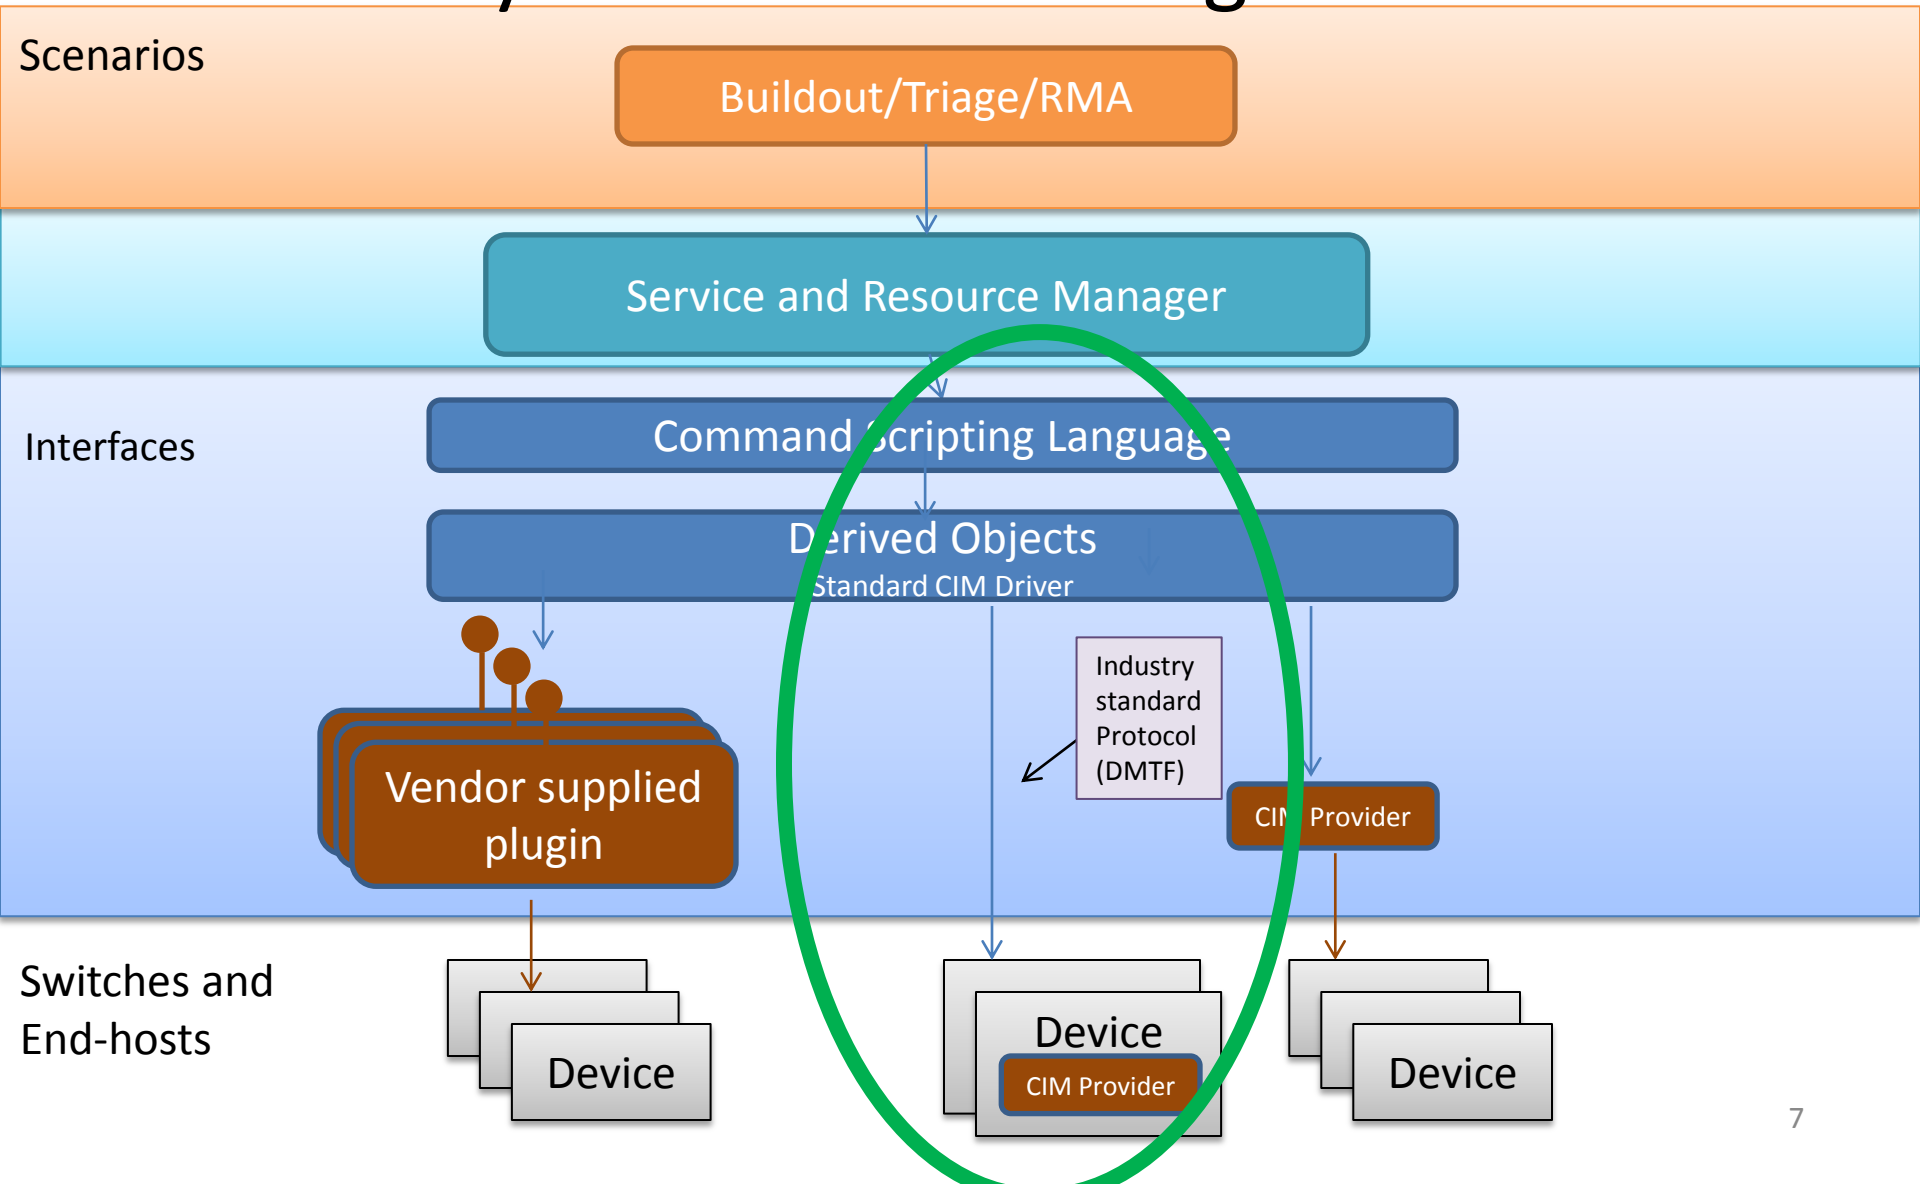 Scenarios
Buildout/Triage/RMA
Service and Resource Manager
Interfaces
Command Scripting Language
Derived Objects
Standard CIM Driver
Industry
standard
Protocol
(DMTF)
Vendor supplied
plugin
CIM Provider
Switches and
End-hosts
Device
Device
CIM Provider
Device
7